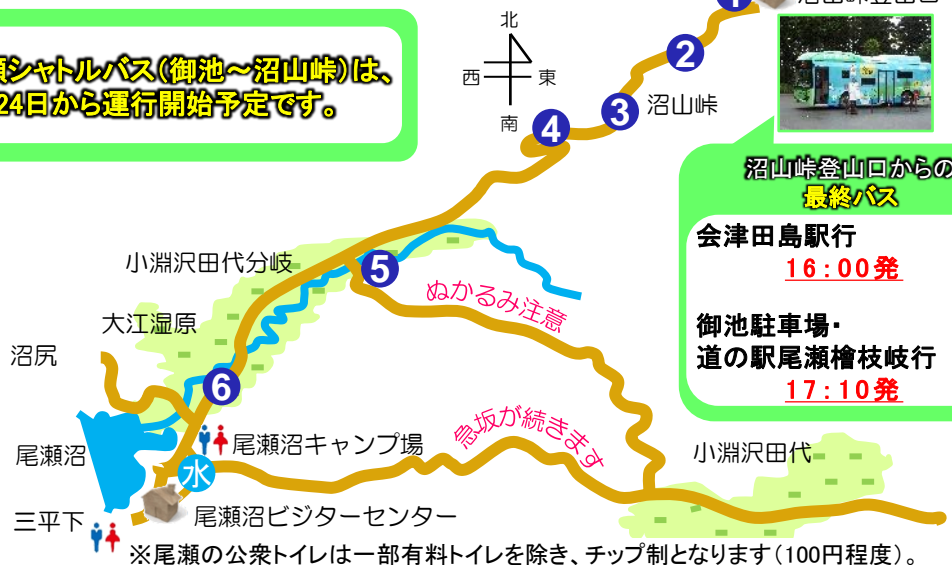 シャトルバス(御池～沼山峠)は、
24日から運行開始予定です。
北
西
東
南
1
2
3
沼山峠
4
沼山峠登山口からの
最終バス
会津田島駅行
16:00発
御池駐車場・
道の駅尾瀬檜枝岐行
17:10発
小淵沢田代分岐
5
ぬかるみ注意
大江湿原
沼尻
6
急坂が続きます
尾瀬沼キャンプ場
小淵沢田代
尾瀬沼
水
尾瀬沼ビジターセンター
三平下
※尾瀬の公衆トイレは一部有料トイレを除き、チップ制となります(100円程度)。